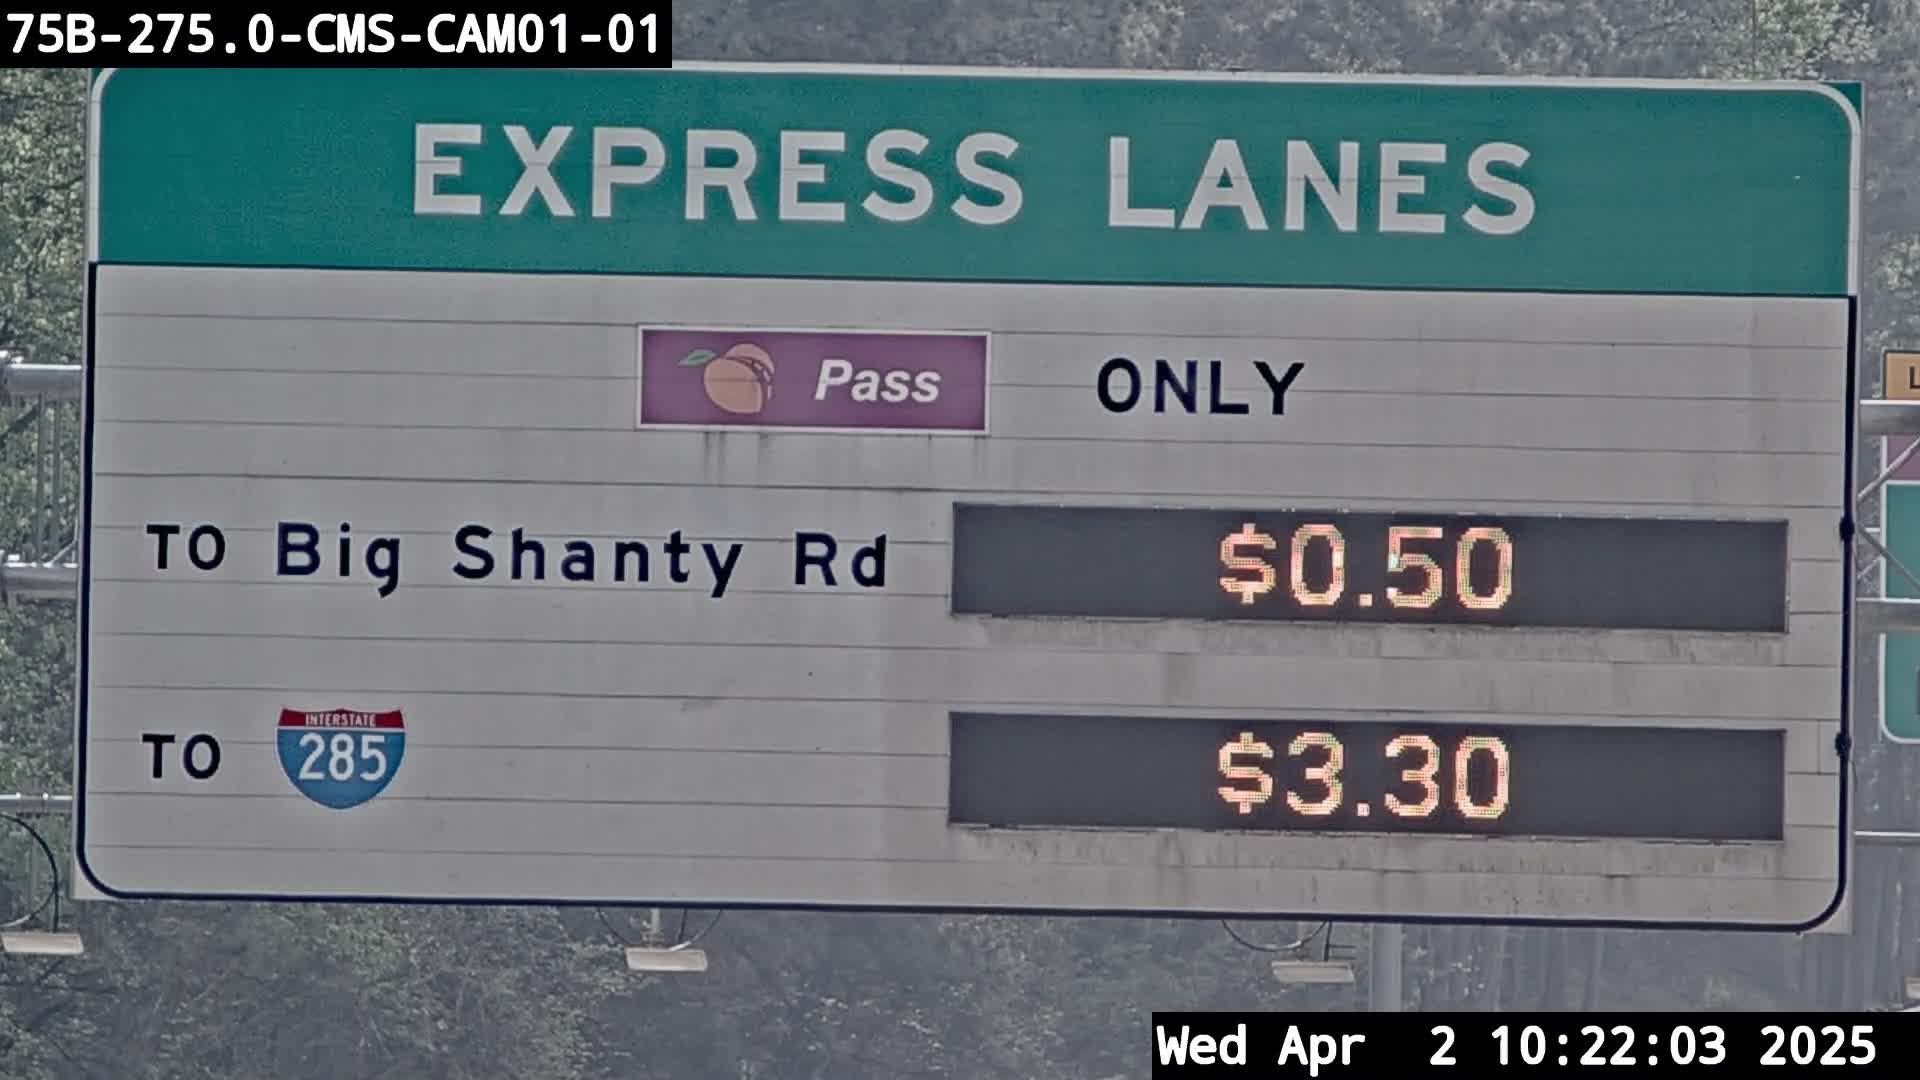 75B-275.0-CMS-CAM01-01
EXPRESS LANES
Pass ONLY
TO Big Shanty Rd $0.50
INTERSTATE
TO 285 $3.30
Wed Apr 2 10:22:03 2025